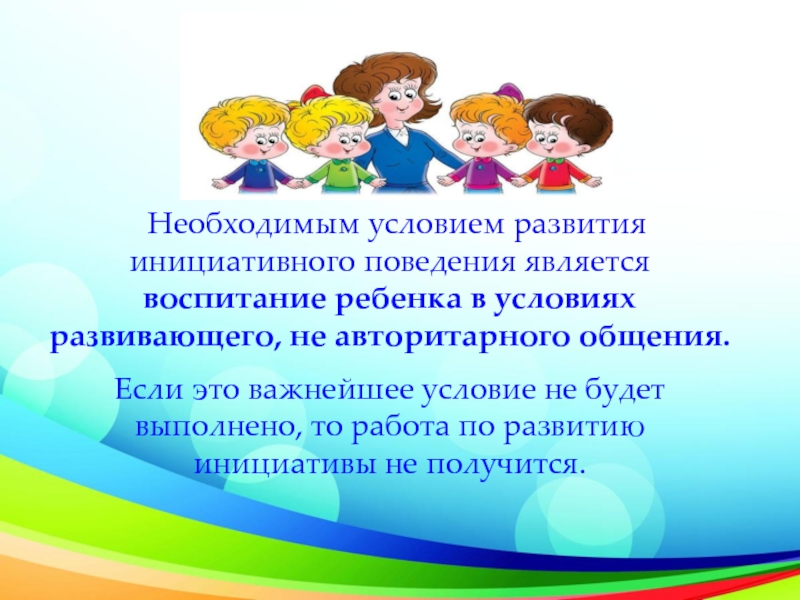 Необходимым условием развития
инициативного поведения является
воспитание ребенка в условиях
развивающего, не авторитарного общения.
Если это важнейшее условие не будет
выполнено, то работа по развитию
инициативы не получится.